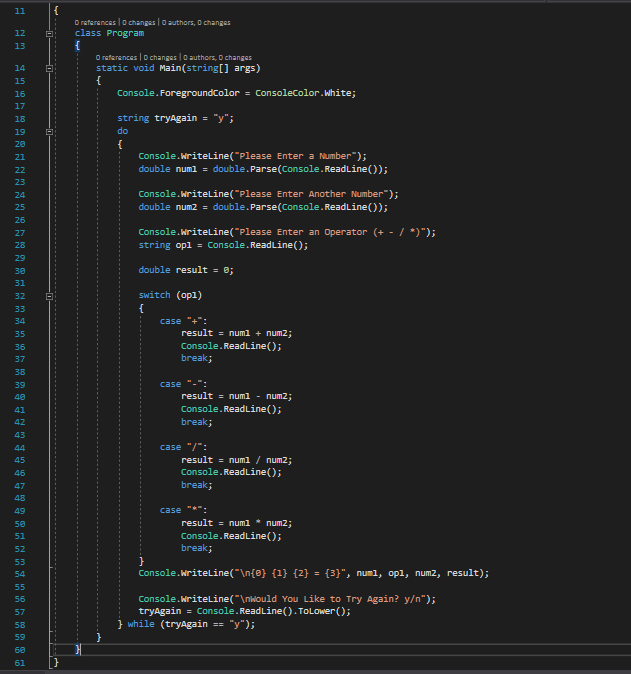 11 {
0 references | 0 changes | 0 authors, 0 changes
12 class Program
13 {
0 references | 0 changes | 0 authors, 0 changes
14 static void Main(string[] args)
15 {
16 Console.ForegroundColor = ConsoleColor.White;
17
18 string tryAgain = "y";
19 do
20 {
21 Console.WriteLine("Please Enter a Number");
22 double num1 = double.Parse(Console.ReadLine());
23
24 Console.WriteLine("Please Enter Another Number");
25 double num2 = double.Parse(Console.ReadLine());
26
27 Console.WriteLine("Please Enter an Operator (+ - / *)");
28 string op1 = Console.ReadLine();
29
30 double result = 0;
31
32 switch (op1)
33 {
34 case "+":
35 result = num1 + num2;
36 Console.ReadLine();
37 break;
38
39 case "-":
40 result = num1 - num2;
41 Console.ReadLine();
42 break;
43
44 case "/":
45 result = num1 / num2;
46 Console.ReadLine();
47 break;
48
49 case "*":
50 result = num1 * num2;
51 Console.ReadLine();
52 break;
53 }
54 Console.WriteLine("\n{0} {1} {2} = {3}", num1, op1, num2, result);
55
56 Console.WriteLine("\nWould You Like to Try Again? y/n");
57 tryAgain = Console.ReadLine().ToLower();
58 } while (tryAgain == "y");
59 }
60 }
61 }